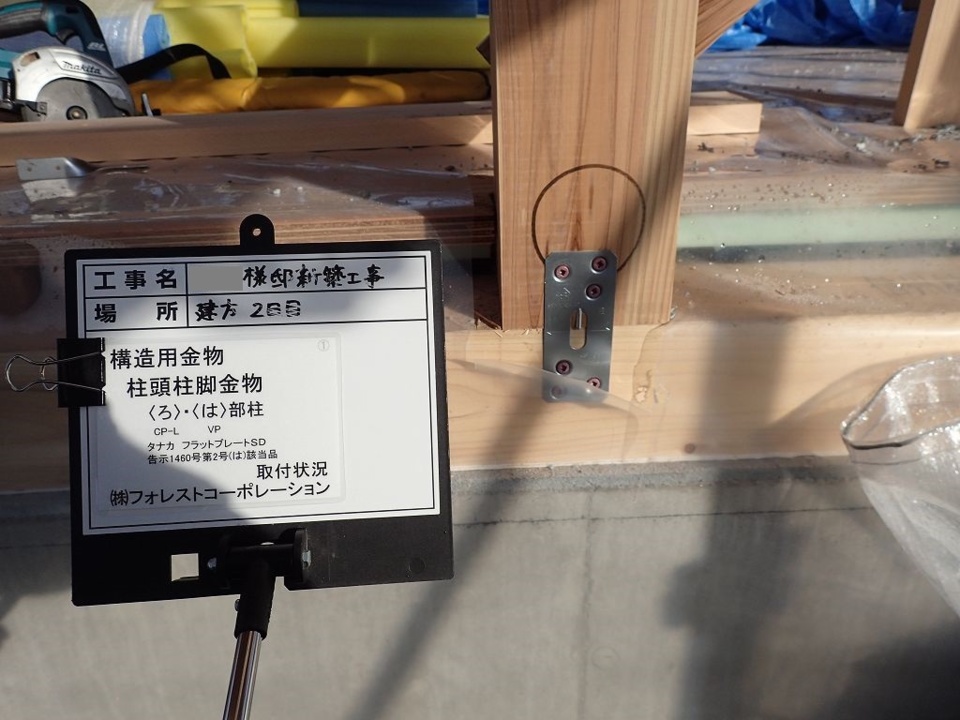 makita
工事名 様邸新築工事
場所 建方 2日目
①
構造用金物
柱頭柱脚金物
〈ろ〉・〈は〉部柱
CP-L VP
タナカ フラットプレートSD
告示1460号第2号〈は〉該当品
取付状況
㈱フォレストコーポレーション